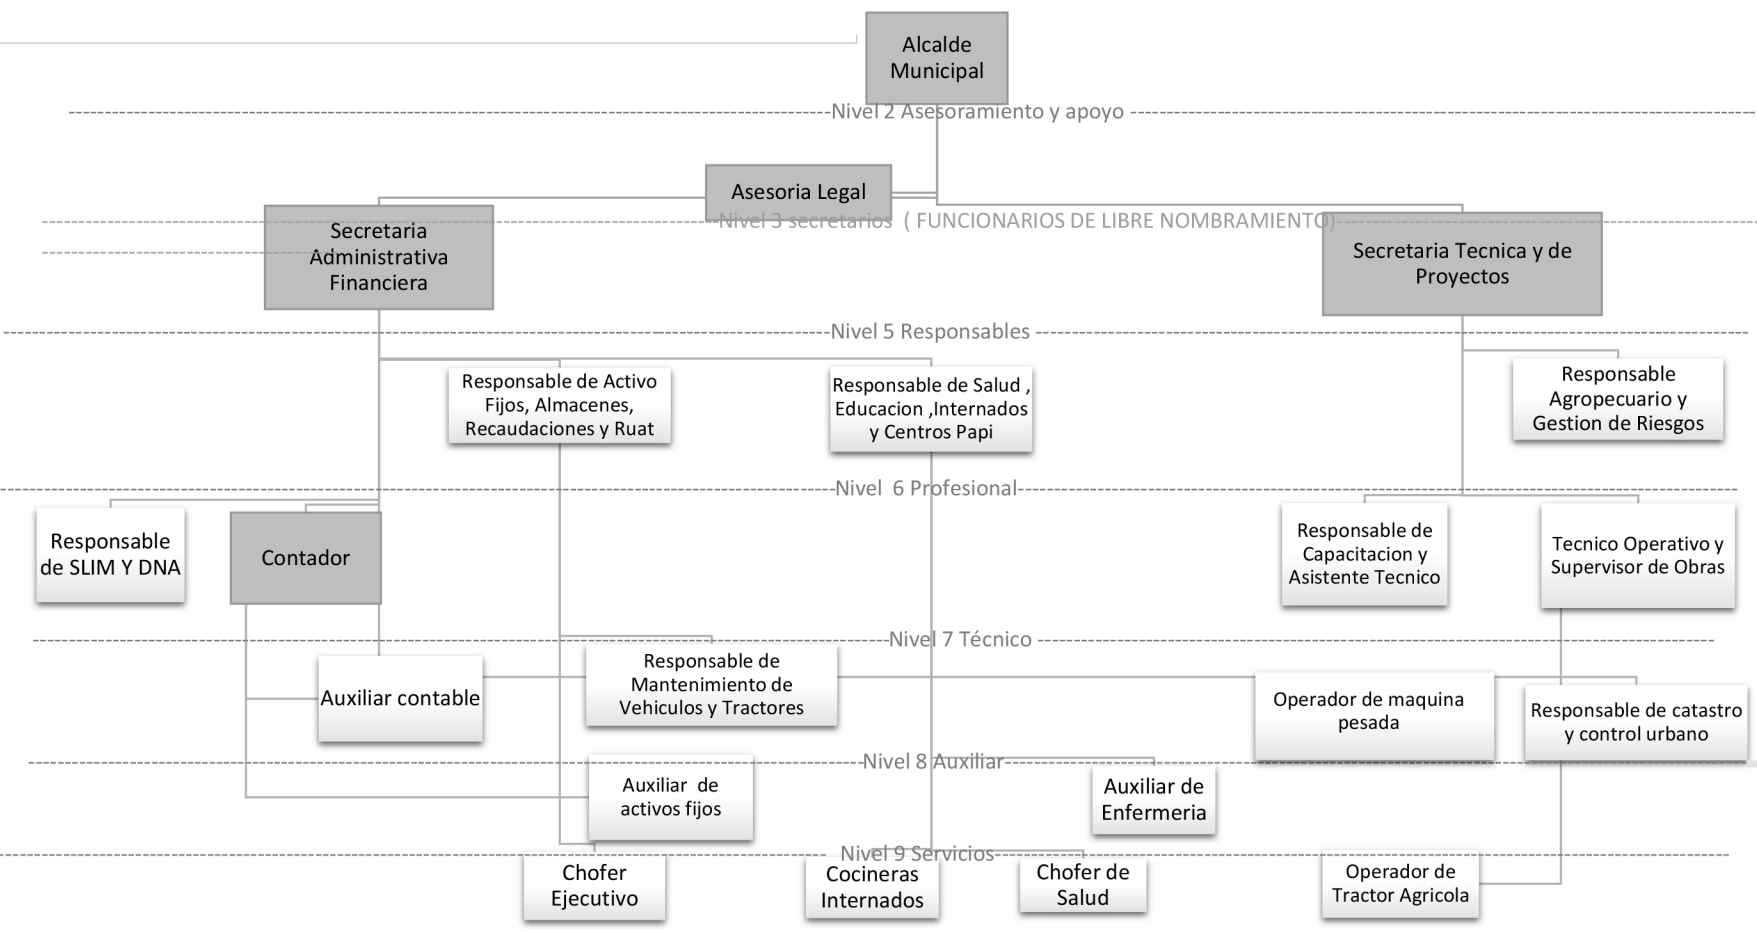 Alcalde
Municipal
Nivel 2 Asesoramiento y apoyo
Asesoria Legal
Nivel 3 secretarios ( FUNCIONARIOS DE LIBRE NOMBRAMIENTO)
Secretaria
Administrativa
Financiera
Secretaria Tecnica y de
Proyectos
Nivel 5 Responsables
Responsable de Activo
Fijos, Almacenes,
Recaudaciones y Ruat
Responsable de Salud ,
Educacion ,Internados
y Centros Papi
Responsable
Agropecuario y
Gestion de Riesgos
Nivel 6 Profesional
Responsable
de SLIM Y DNA
Contador
Responsable de
Capacitacion y
Asistente Tecnico
Tecnico Operativo y
Supervisor de Obras
Nivel 7 Técnico
Auxiliar contable
Responsable de
Mantenimiento de
Vehiculos y Tractores
Operador de maquina
pesada
Responsable de catastro
y control urbano
Nivel 8 Auxiliar
Auxiliar de
activos fijos
Auxiliar de
Enfermeria
Nivel 9 Servicios
Chofer
Ejecutivo
Cocineras
Internados
Chofer de
Salud
Operador de
Tractor Agricola